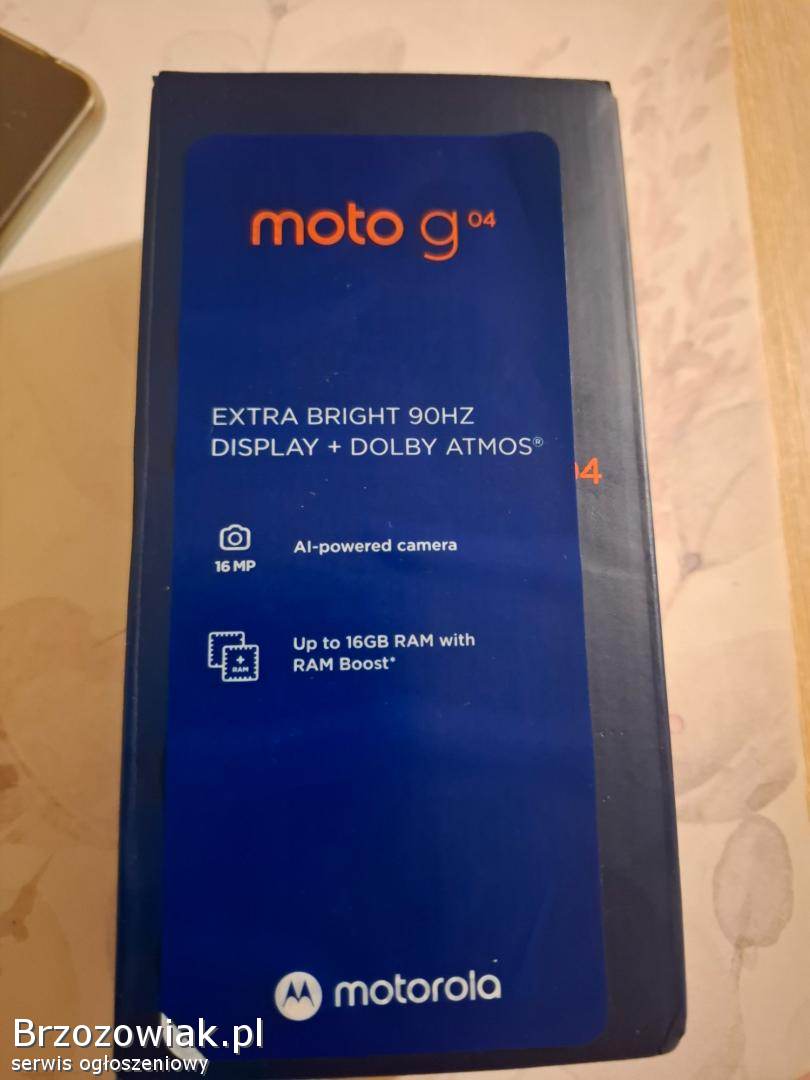 moto g04
EXTRA BRIGHT 90HZ
DISPLAY + DOLBY ATMOS®
04
16 MP
AI-powered camera
+
RAM
Up to 16GB RAM with
RAM Boost*
motorola
Brzozowiak.pl
serwis ogłoszeniowy